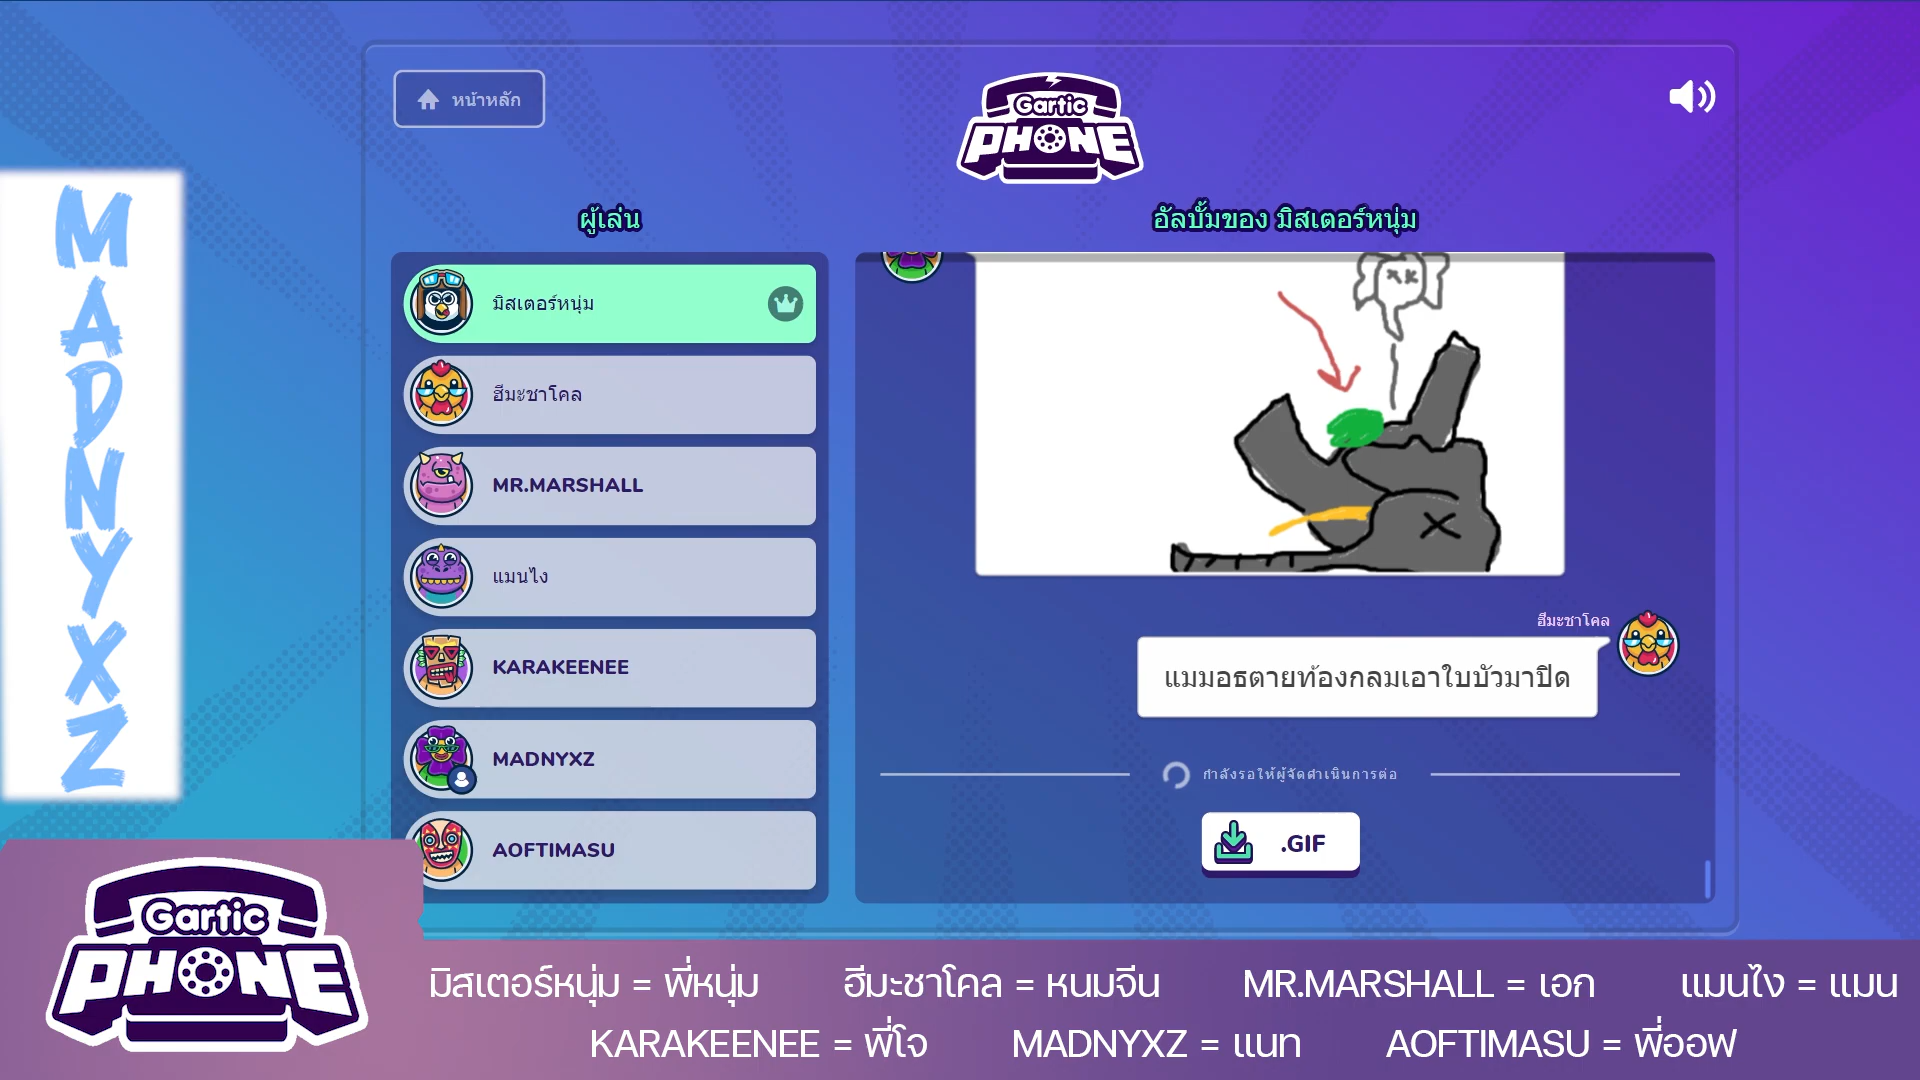 MADNYXZ
หน้าหลัก
Gartic
PHONE
ผู้เล่น
อัลบั้มของ มิสเตอร์หนุ่ม
มิสเตอร์หนุ่ม
ฮีมะชาโคล
MR.MARSHALL
แมนไง
KARAKEENEE
MADNYXZ
AOFTIMASU
ฮีมะชาโคล
แมมอธตายท้องกลมเอาใบบัวมาปิด
กำลังรอให้ผู้จัดดำเนินการต่อ
.GIF
Gartic
PHONE
มิสเตอร์หนุ่ม = พี่หนุ่ม ฮีมะชาโคล = หนมจีน MR.MARSHALL = เอก แมนไง = แมน
KARAKEENEE = พี่โจ MADNYXZ = แนท AOFTIMASU = พี่ออฟ